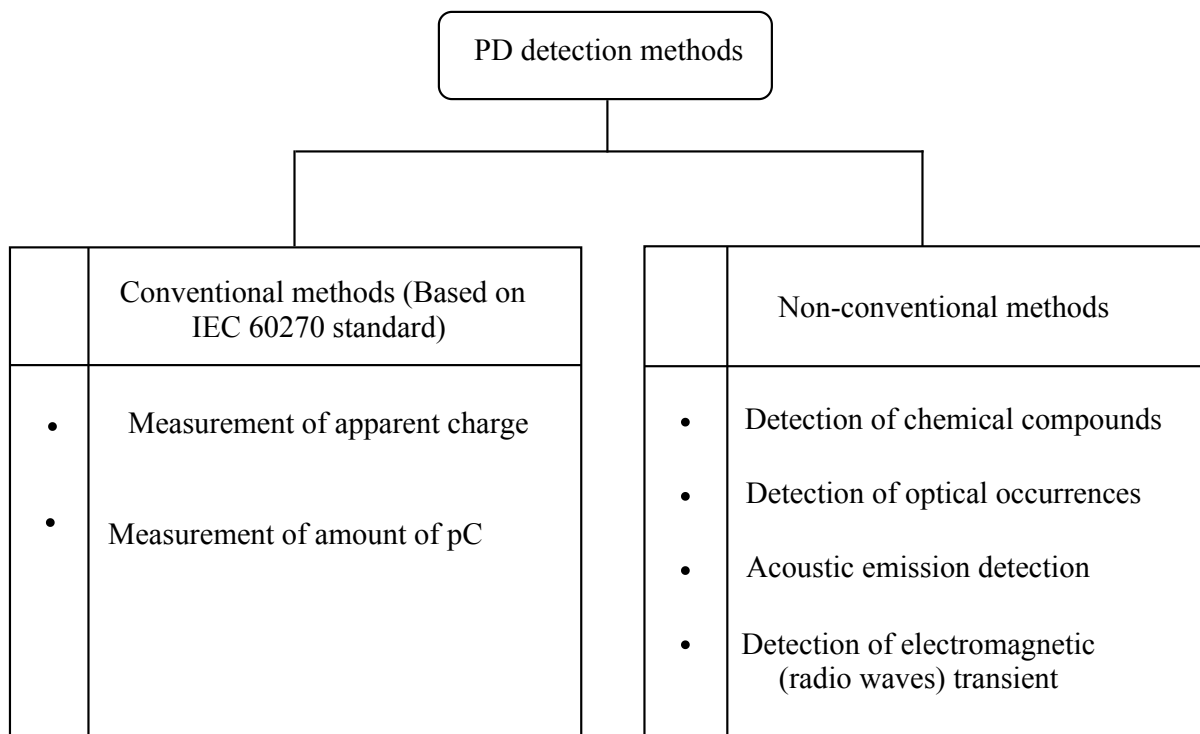 PD detection methods
Conventional methods (Based on
IEC 60270 standard)
• Measurement of apparent charge
• Measurement of amount of pC
Non-conventional methods
• Detection of chemical compounds
• Detection of optical occurrences
• Acoustic emission detection
• Detection of electromagnetic
(radio waves) transient